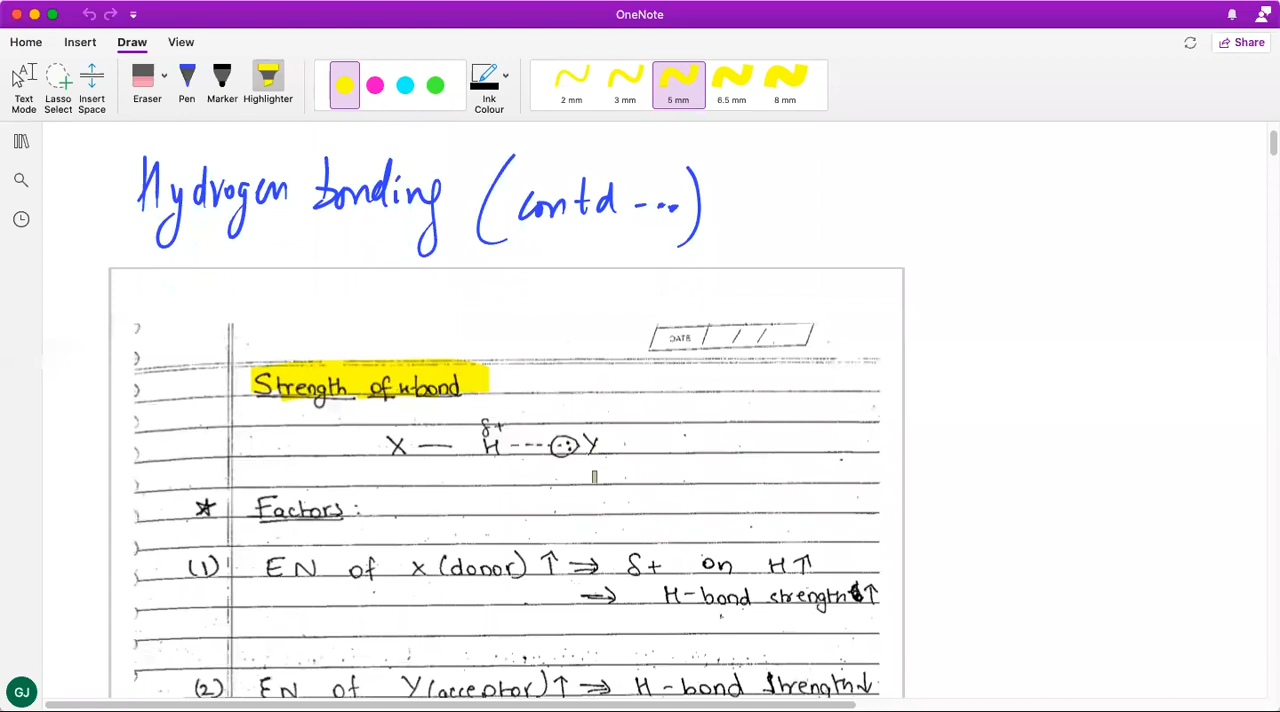 OneNote
Home Insert Draw View
Share
Text Mode
Lasso Select
Insert Space
Eraser
Pen
Marker
Highlighter
Ink Colour
2 mm 3 mm 5 mm 6.5 mm 8 mm
Hydrogen bonding (contd ---)
DATE / / /
Strength of H-bond
δ+
X — H ---- : Y
* Factors :
(1) EN of X (donor) ↑ ⇒ δ+ on H↑
⇒ H-bond strength ↑
(2) EN of Y (acceptor) ↑ ⇒ H-bond strength↓
GJ